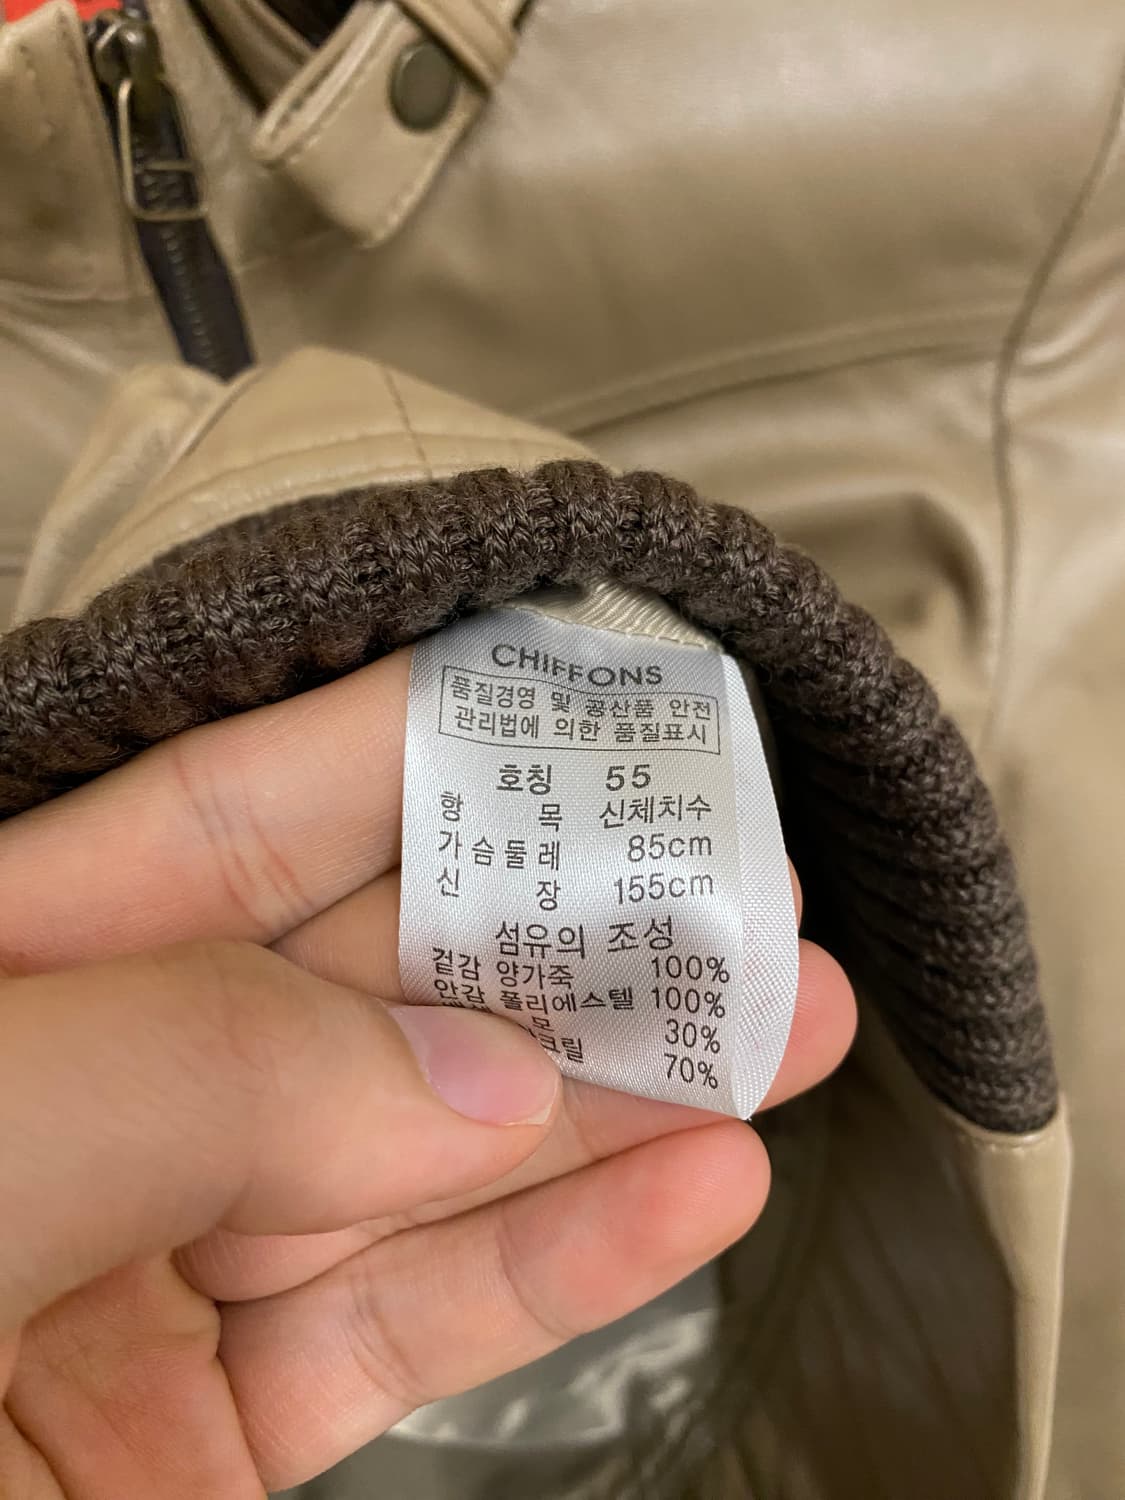 CHIFFONS
품질경영 및 공산품 안전
관리법에 의한 품질표시
호칭 55
항 목 신체치수
가슴둘레 85cm
신 장 155cm
섬유의 조성
겉감 양가죽 100%
안감 폴리에스텔 100%
모 30%
크릴 70%